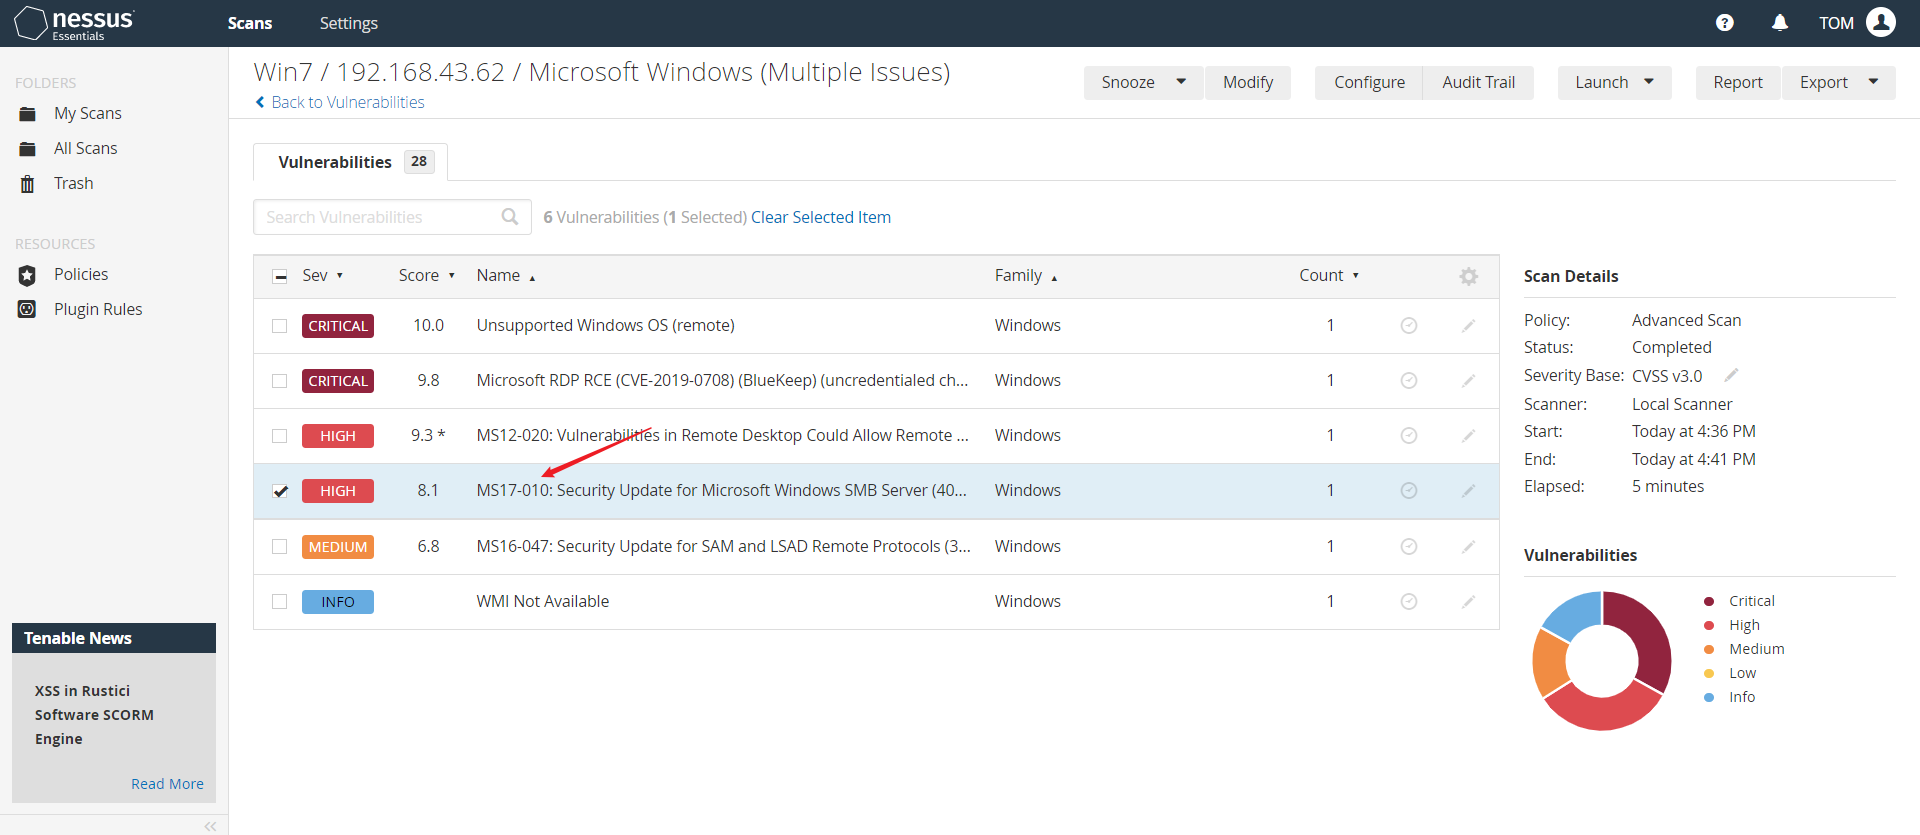 nessus
Essentials
Scans
Settings
?
TOM
FOLDERS
My Scans
All Scans
Trash
RESOURCES
Policies
Plugin Rules
Tenable News
XSS in Rustici
Software SCORM
Engine
Read More
Win7 / 192.168.43.62 / Microsoft Windows (Multiple Issues)
Back to Vulnerabilities
Snooze
Modify
Configure
Audit Trail
Launch
Report
Export
Vulnerabilities 28
Search Vulnerabilities
6 Vulnerabilities (1 Selected) Clear Selected Item
Sev Score Name Family Count
CRITICAL 10.0 Unsupported Windows OS (remote) Windows 1
CRITICAL 9.8 Microsoft RDP RCE (CVE-2019-0708) (BlueKeep) (uncredentialed ch... Windows 1
HIGH 9.3 * MS12-020: Vulnerabilities in Remote Desktop Could Allow Remote ... Windows 1
HIGH 8.1 MS17-010: Security Update for Microsoft Windows SMB Server (40... Windows 1
MEDIUM 6.8 MS16-047: Security Update for SAM and LSAD Remote Protocols (3... Windows 1
INFO WMI Not Available Windows 1
Scan Details
Policy: Advanced Scan
Status: Completed
Severity Base: CVSS v3.0
Scanner: Local Scanner
Start: Today at 4:36 PM
End: Today at 4:41 PM
Elapsed: 5 minutes
Vulnerabilities
Critical
High
Medium
Low
Info